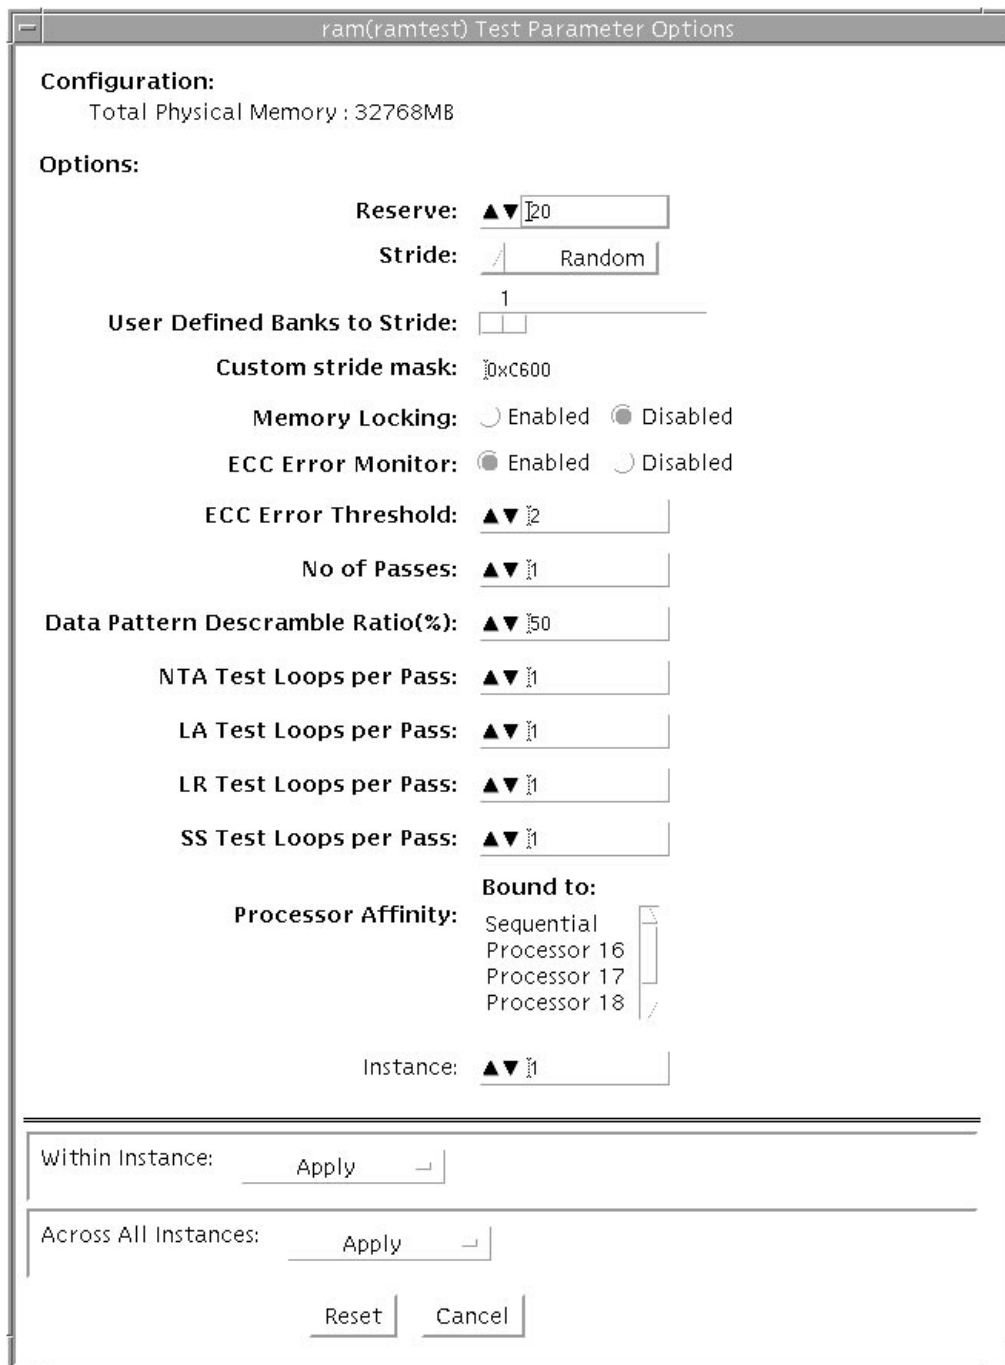 ram(ramtest) Test Parameter Options
Configuration:
Total Physical Memory : 32768MB
Options:
Reserve: 20
Stride: Random
1
User Defined Banks to Stride:
Custom stride mask: 0xC600
Memory Locking: Enabled Disabled
ECC Error Monitor: Enabled Disabled
ECC Error Threshold: 2
No of Passes: 1
Data Pattern Descramble Ratio(%): 50
NTA Test Loops per Pass: 1
LA Test Loops per Pass: 1
LR Test Loops per Pass: 1
SS Test Loops per Pass: 1
Bound to:
Processor Affinity: Sequential
Processor 16
Processor 17
Processor 18
Instance: 1
Within Instance: Apply
Across All Instances: Apply
Reset Cancel